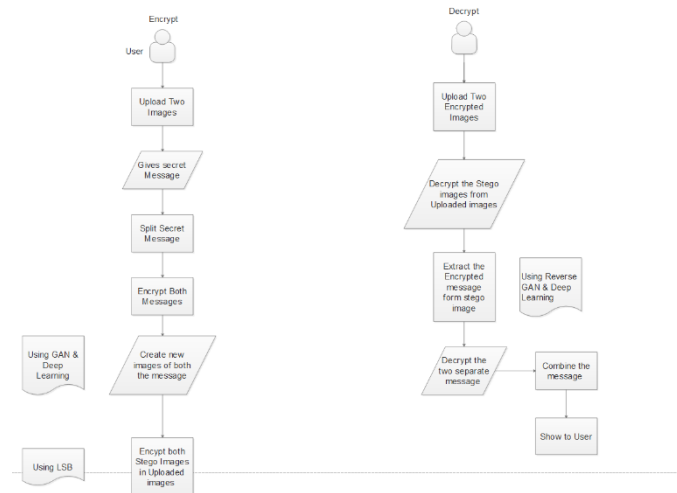 Encrypt
User
Upload Two
Images
Gives secret
Message
Split Secret
Message
Encrypt Both
Messages
Using GAN &
Deep
Learning
Create new
images of both
the message
Using LSB
Encypt both
Stego Images
in Uploaded
images
Decrypt
Upload Two
Encrypted
Images
Decrypt the Stego
images from
Uploaded images
Extract the
Encrypted
message
form stego
image
Using Reverse
GAN & Deep
Learning
Decrypt the
two separate
message
Combine the
message
Show to User